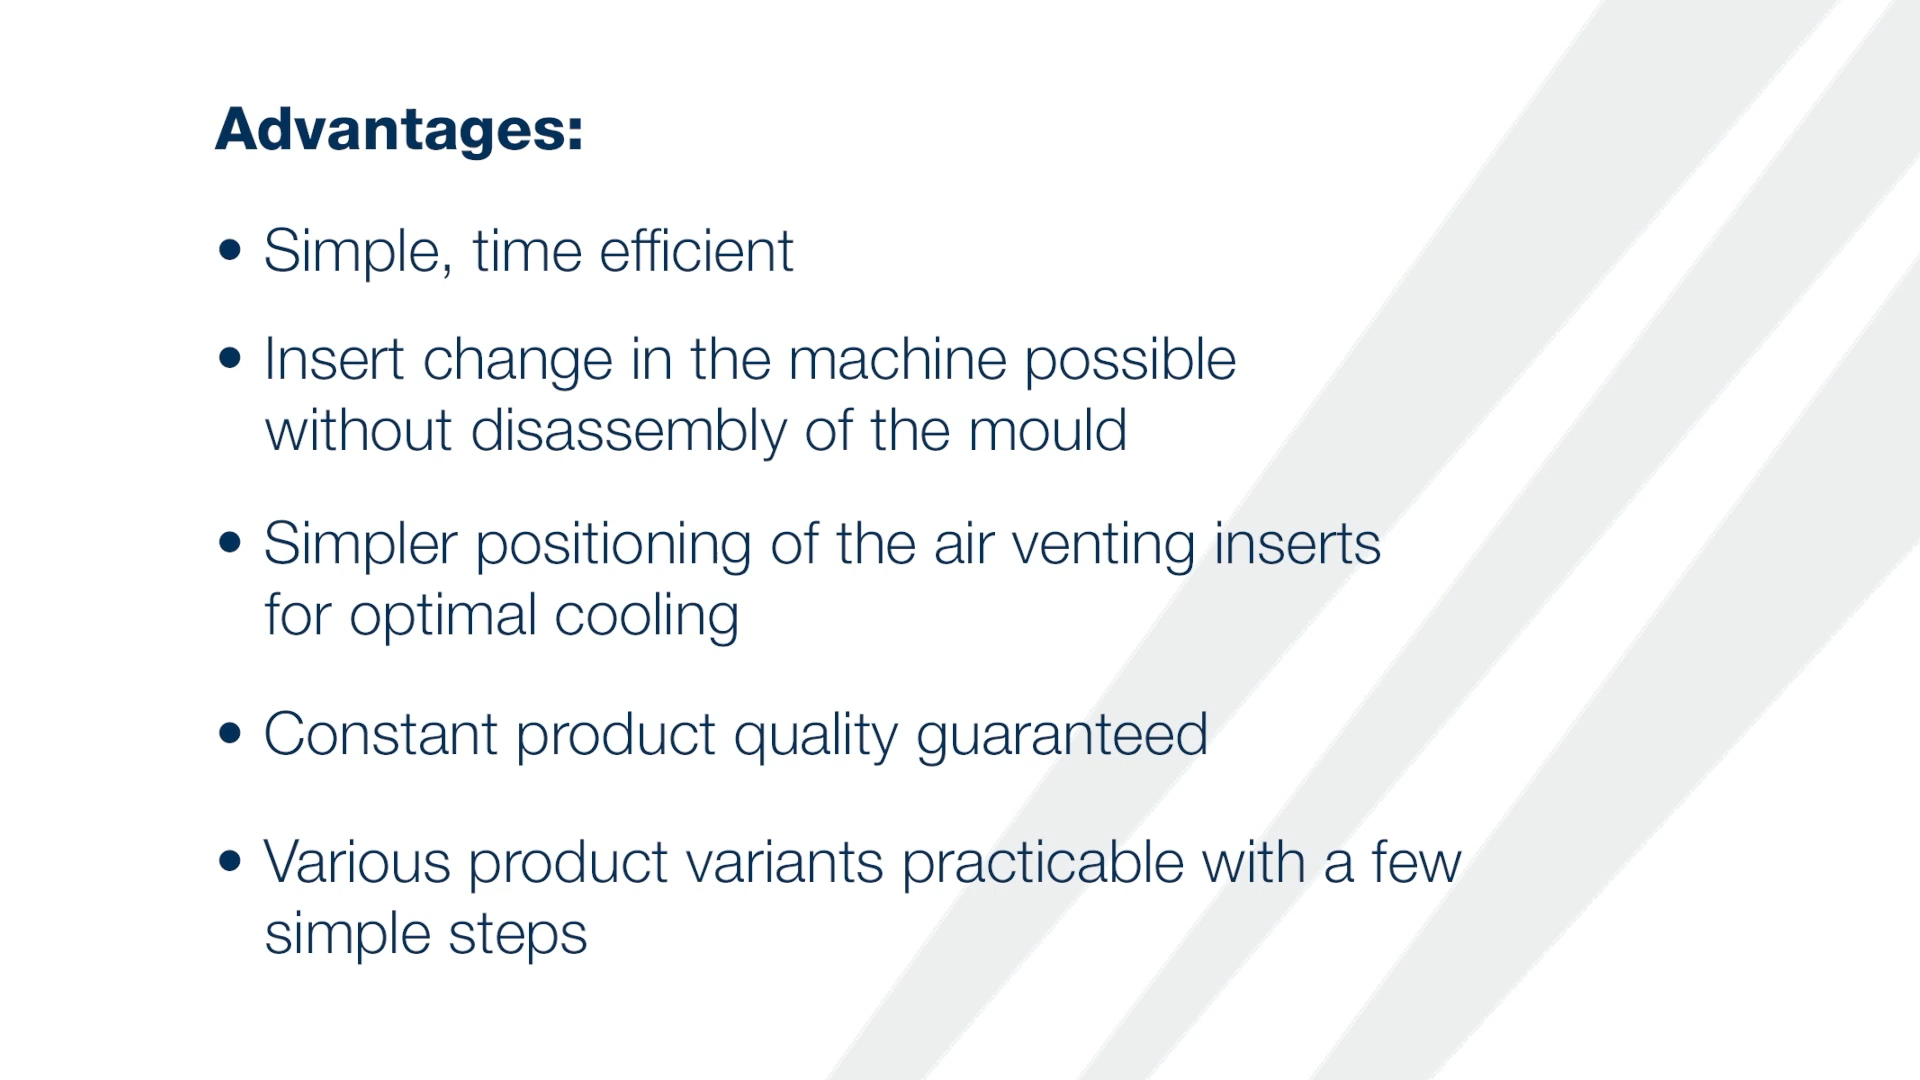 Advantages:
• Simple, time efficient
• Insert change in the machine possible
without disassembly of the mould
• Simpler positioning of the air venting inserts
for optimal cooling
• Constant product quality guaranteed
• Various product variants practicable with a few
simple steps